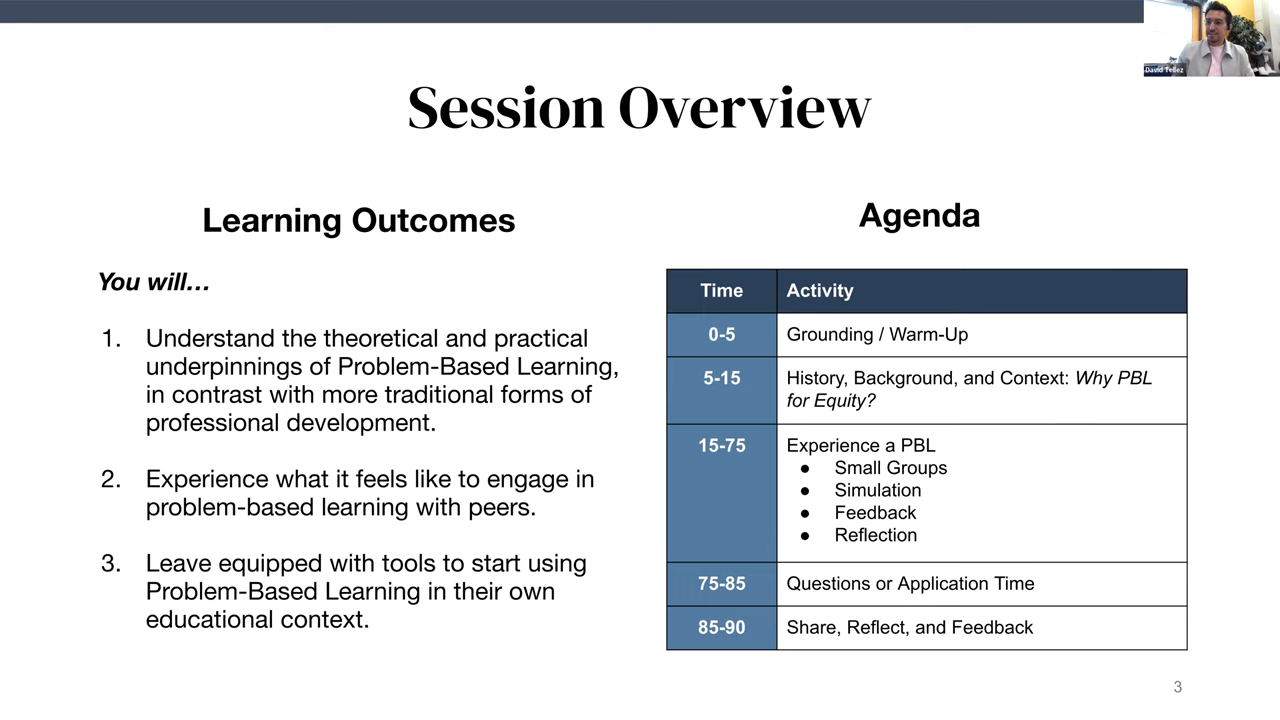 David Tellez
Session Overview
Learning Outcomes
You will…
1. Understand the theoretical and practical
underpinnings of Problem-Based Learning,
in contrast with more traditional forms of
professional development.
2. Experience what it feels like to engage in
problem-based learning with peers.
3. Leave equipped with tools to start using
Problem-Based Learning in their own
educational context.
Agenda
Time Activity
0-5 Grounding / Warm-Up
5-15 History, Background, and Context: Why PBL
for Equity?
15-75 Experience a PBL
● Small Groups
● Simulation
● Feedback
● Reflection
75-85 Questions or Application Time
85-90 Share, Reflect, and Feedback
3